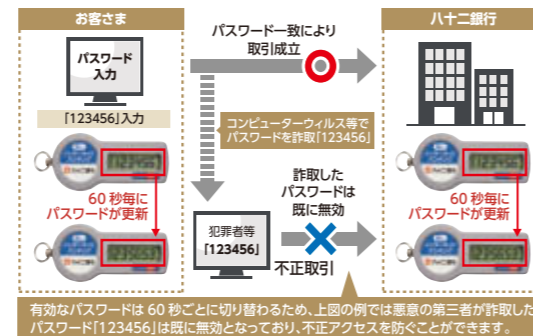 お客さま
パスワード
入力
「123456」入力
60 秒毎に
パスワードが更新
パスワード一致により
取引成立
コンピューターウィルス等で
パスワードを詐取「123456」
詐取した
パスワードは
既に無効
犯罪者等
「123456」
不正取引
八十二銀行
60 秒毎に
パスワードが更新
有効なパスワードは 60 秒ごとに切り替わるため、上図の例では悪意の第三者が詐取した
パスワード「123456」は既に無効となっており、不正アクセスを防ぐことができます。